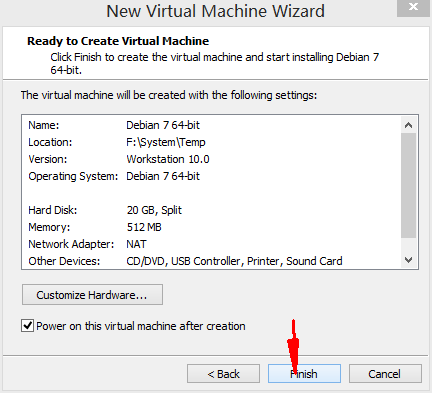 New Virtual Machine Wizard
Ready to Create Virtual Machine
Click Finish to create the virtual machine and start installing Debian 7
64-bit.
The virtual machine will be created with the following settings:
Name: Debian 7 64-bit
Location: F:\System\Temp
Version: Workstation 10.0
Operating System: Debian 7 64-bit
Hard Disk: 20 GB, Split
Memory: 512 MB
Network Adapter: NAT
Other Devices: CD/DVD, USB Controller, Printer, Sound Card
Customize Hardware...
Power on this virtual machine after creation
< Back Finish Cancel